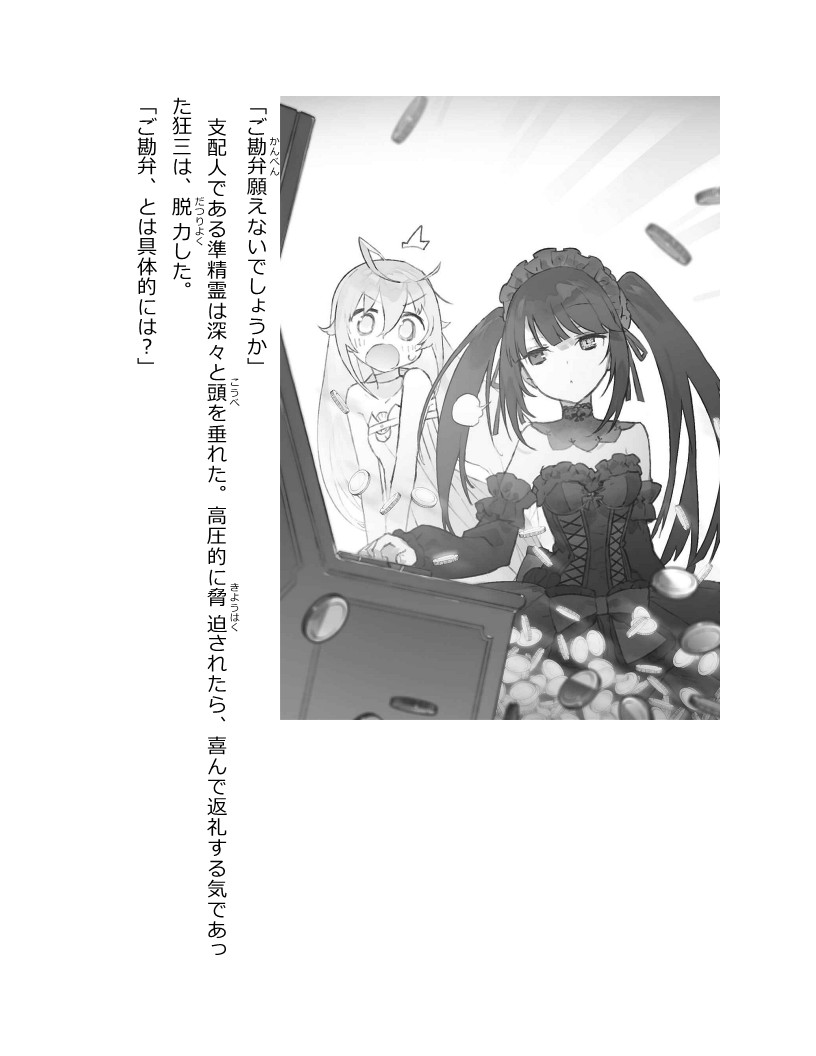 「ご勘弁願えないでしょうか」
支配人である準精霊は深々と頭を垂れた。高圧的に脅迫されたら、喜んで返礼する気であっ
た狂三は、脱力した。
「ご勘弁、とは具体的には？」